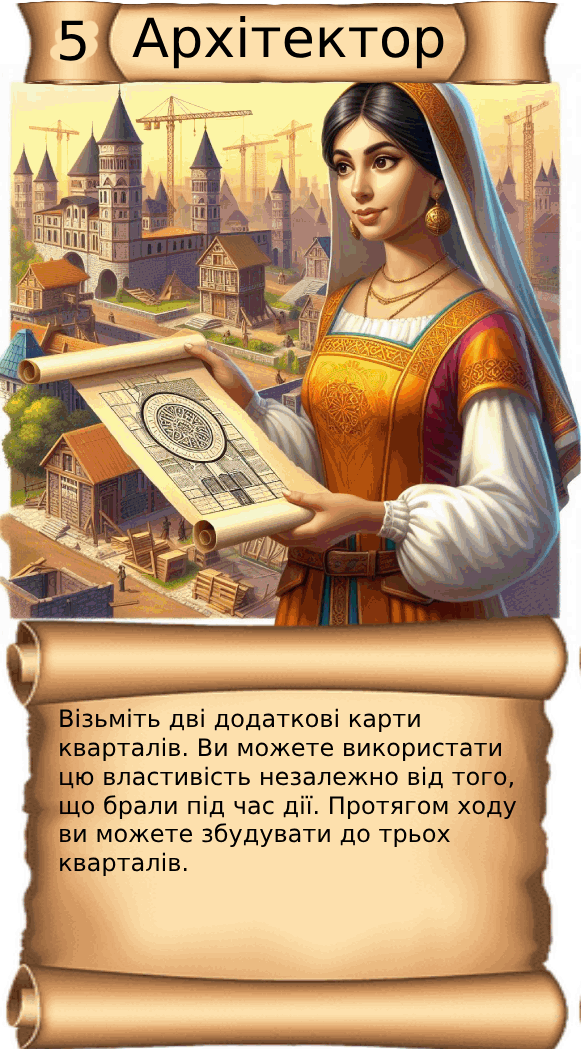 5 Архітектор
Візьміть дві додаткові карти
кварталів. Ви можете використати
цю властивість незалежно від того,
що брали під час дії. Протягом ходу
ви можете збудувати до трьох
кварталів.